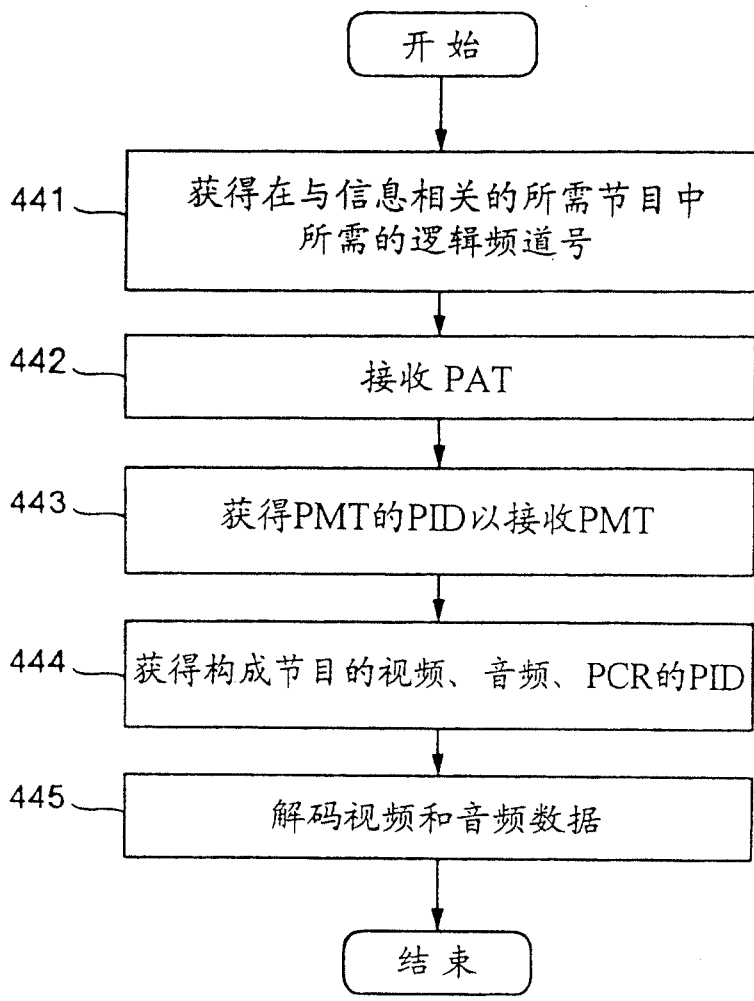 开始
441
获得在与信息相关的所需节目中
所需的逻辑频道号
442
接收 PAT
443
获得PMT的PID以接收PMT
444
获得构成节目的视频、音频、PCR的PID
445
解码视频和音频数据
结束